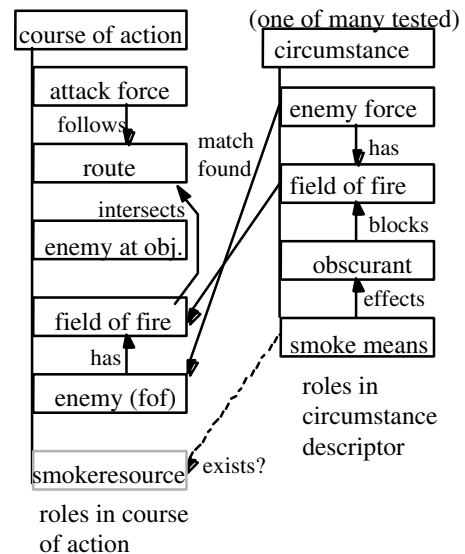 (one of many tested)
course of action
circumstance
attack force
enemy force
follows
match
found
has
route
field of fire
intersects
blocks
enemy at obj.
obscurant
effects
field of fire
smoke means
has
enemy (fof)
roles in
circumstance
descriptor
smokeresource
exists?
roles in course
of action